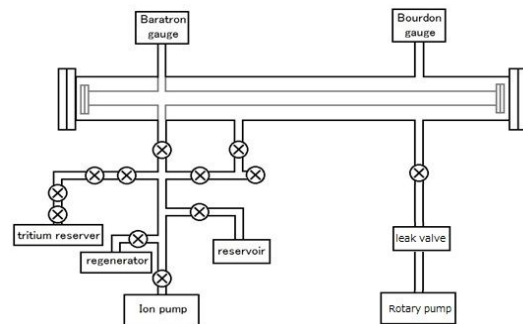 Baratron
gauge
Bourdon
gauge
tritium reserver
regenerator
reservoir
leak valve
Ion pump
Rotary pump